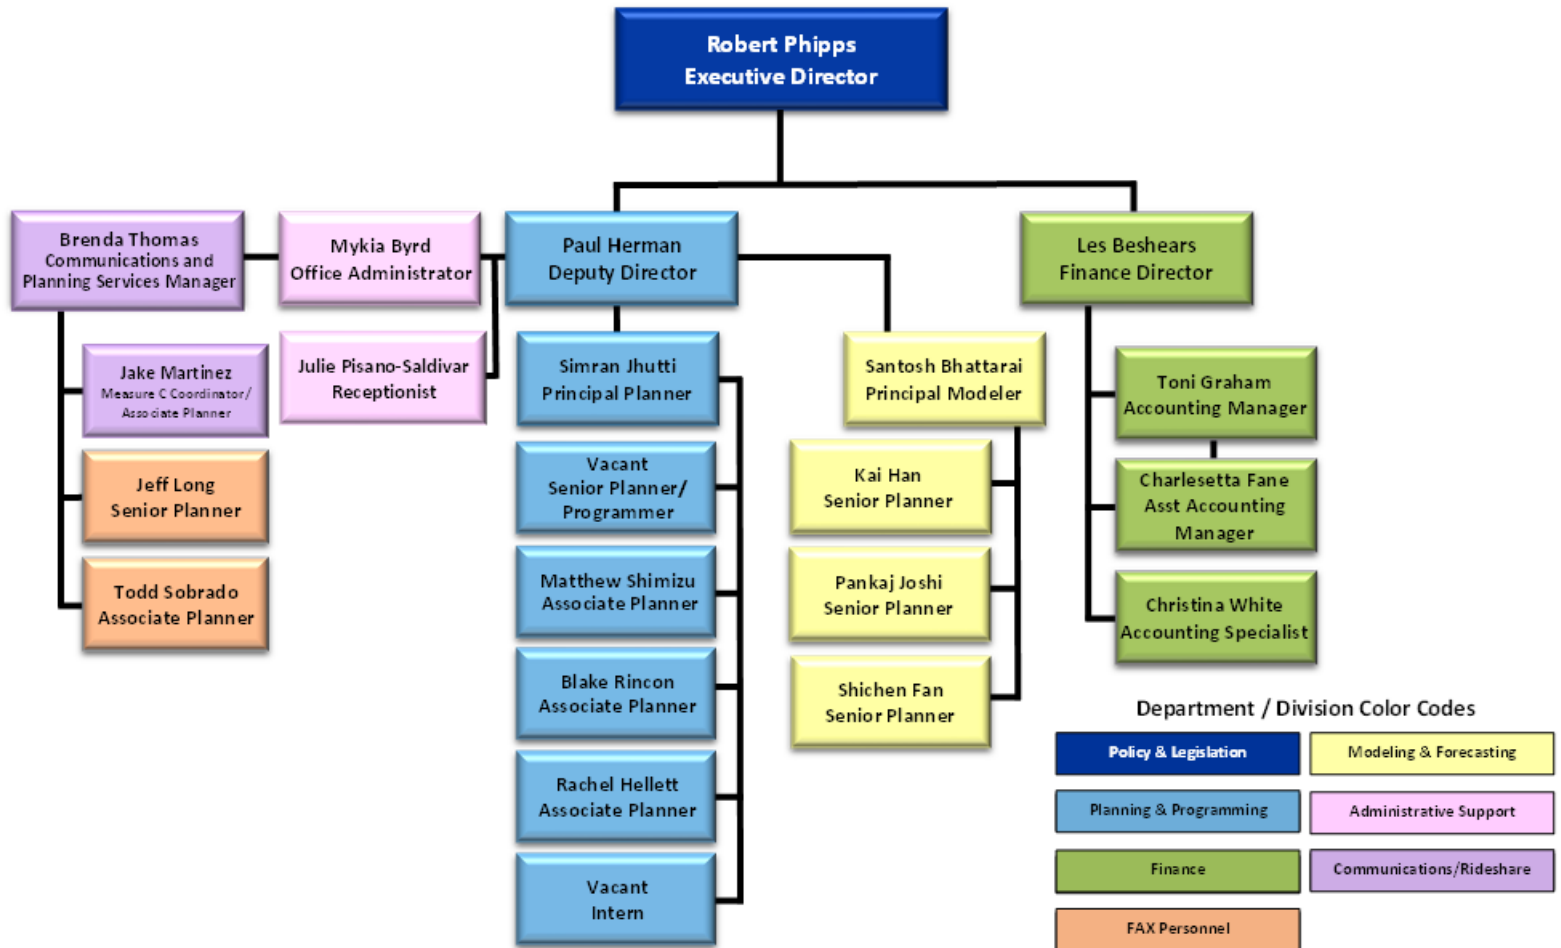 Robert Phipps
Executive Director
Brenda Thomas
Communications and
Planning Services Manager
Mykia Byrd
Office Administrator
Paul Herman
Deputy Director
Les Beshears
Finance Director
Jake Martinez
Measure C Coordinator/
Associate Planner
Jeff Long
Senior Planner
Todd Sobrado
Associate Planner
Julie Pisano-Saldivar
Receptionist
Simran Jhutti
Principal Planner
Vacant
Senior Planner/
Programmer
Matthew Shimizu
Associate Planner
Blake Rincon
Associate Planner
Rachel Hellett
Associate Planner
Vacant
Intern
Santosh Bhattarai
Principal Modeler
Kai Han
Senior Planner
Pankaj Joshi
Senior Planner
Shichen Fan
Senior Planner
Toni Graham
Accounting Manager
Charlesetta Fane
Asst Accounting
Manager
Christina White
Accounting Specialist
Department / Division Color Codes
Policy & Legislation
Modeling & Forecasting
Planning & Programming
Administrative Support
Finance
Communications/Rideshare
FAX Personnel